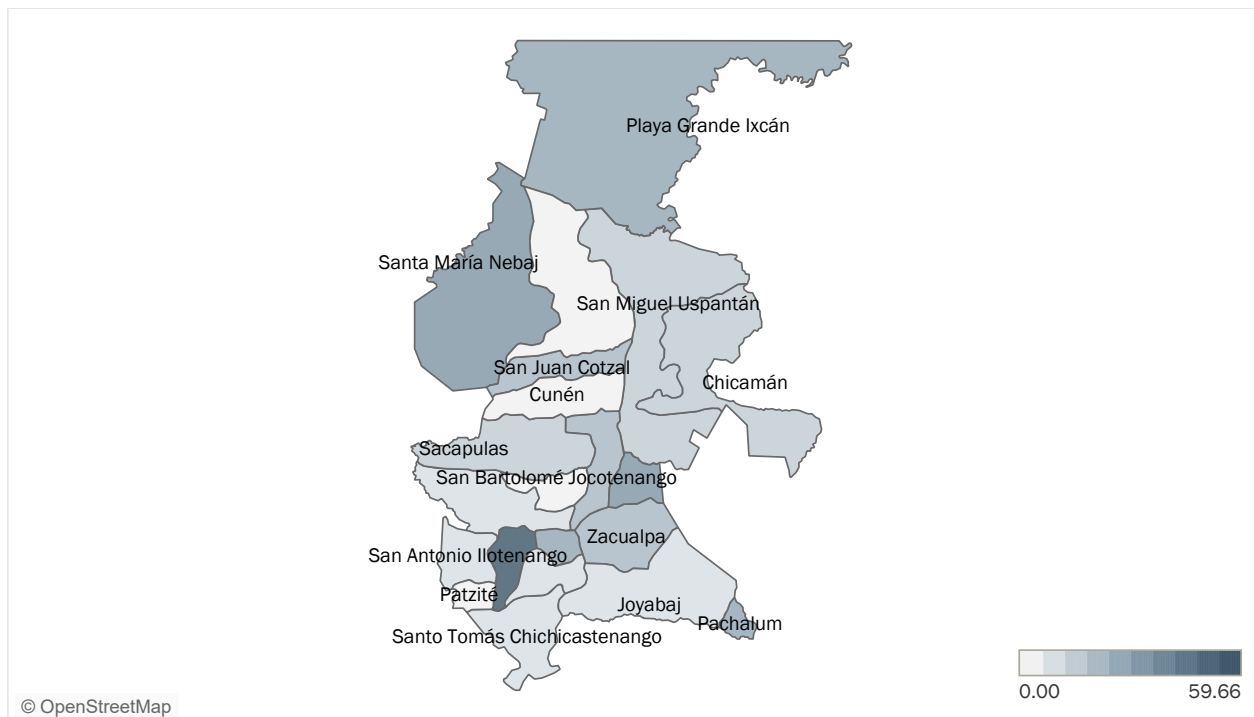 Playa Grande Ixcán
Santa María Nebaj
San Miguel Uspantán
San Juan Cotzal
Chicamán
Cunén
Sacapulas
San Bartolomé Jocotenango
Zacualpa
San Antonio Ilotenango
Patzité
Joyabaj
Pachalum
Santo Tomás Chichicastenango
0.00 59.66
© OpenStreetMap